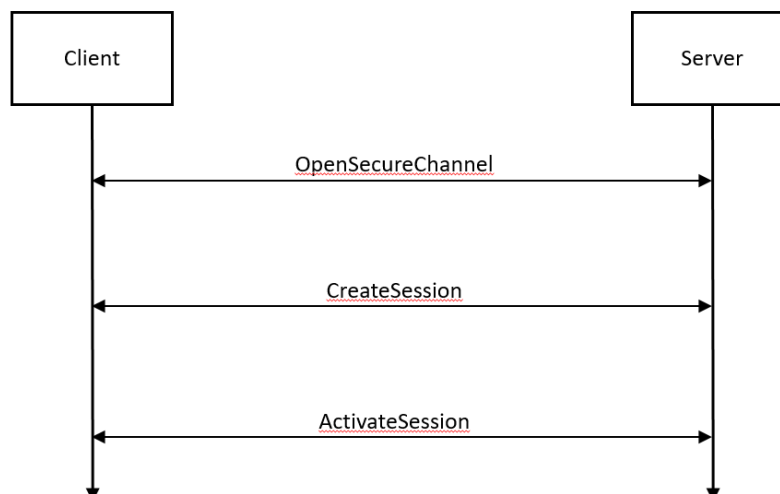 Client
Server
OpenSecureChannel
CreateSession
ActivateSession